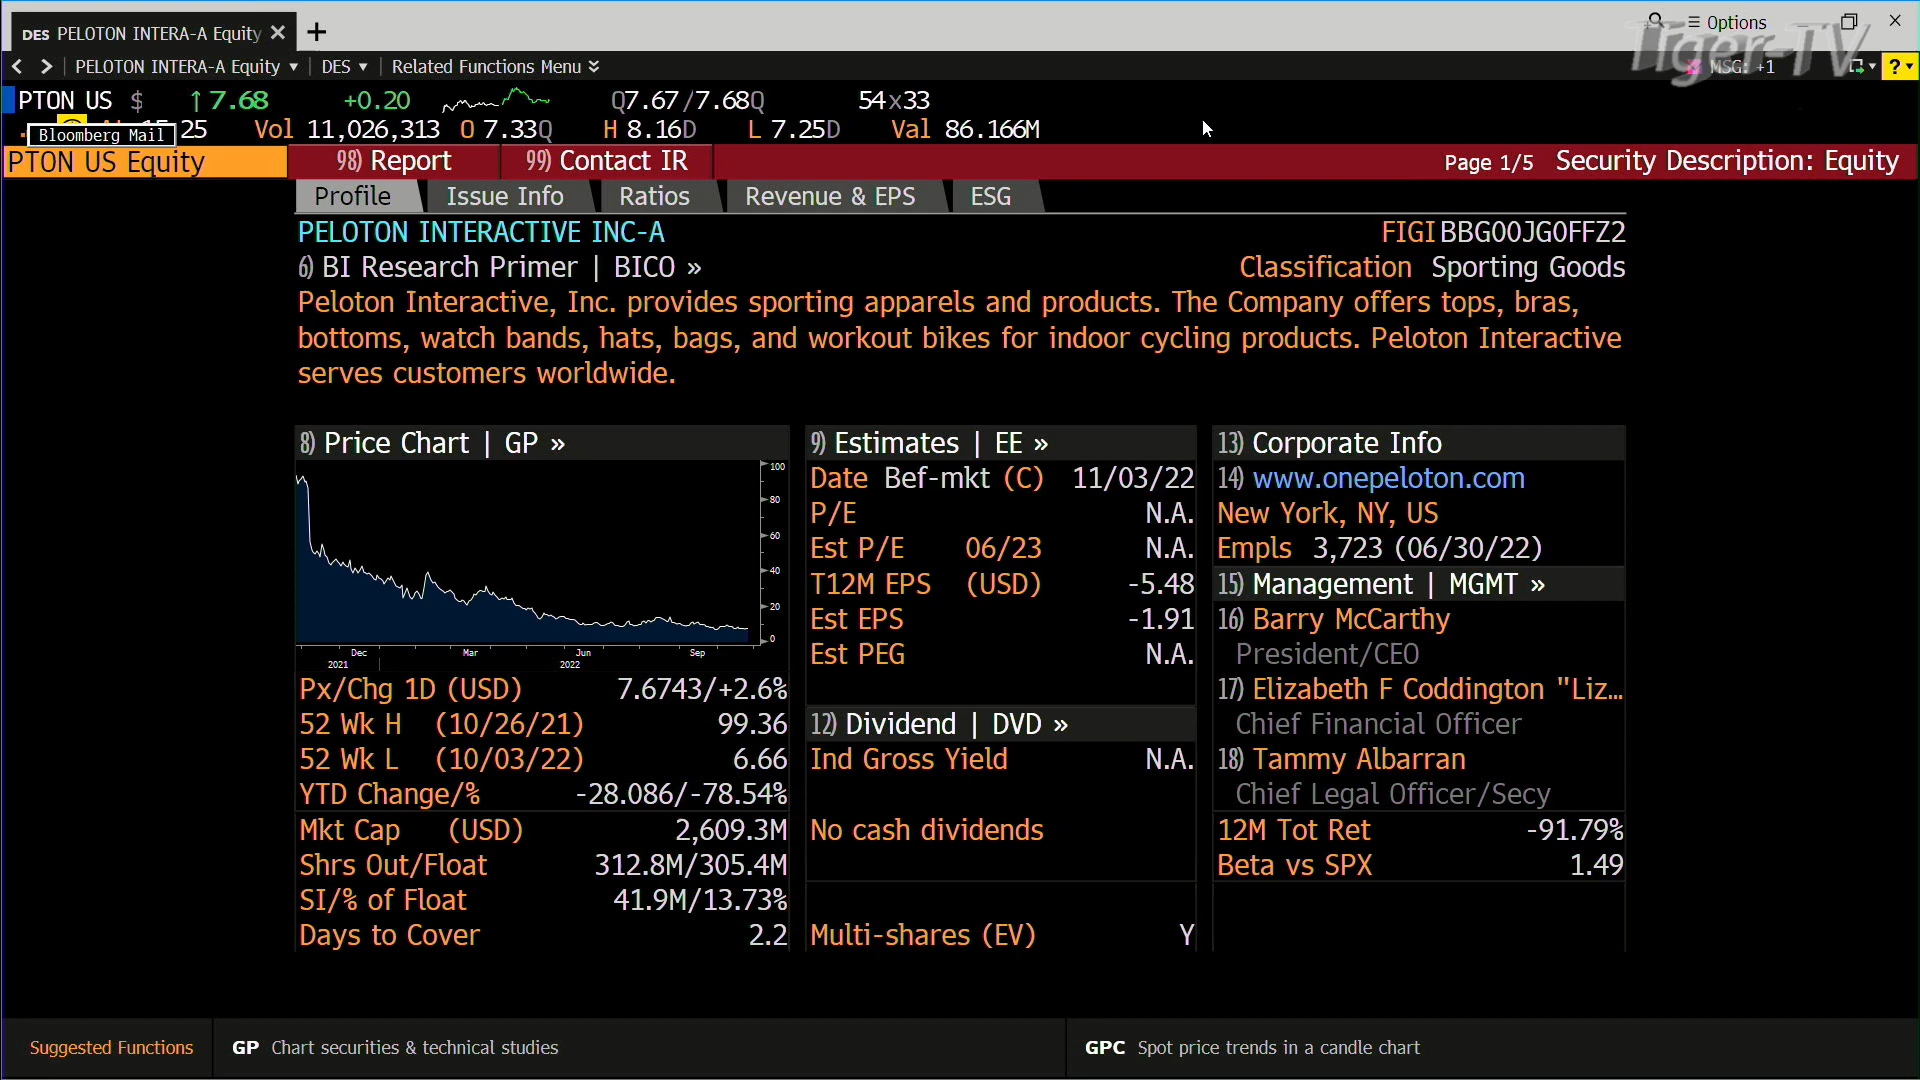 DES PELOTON INTERA-A Equity
Options
PELOTON INTERA-A Equity DES Related Functions Menu
MSG: +1
Tiger-TV
PTON US $ ↑7.68 +0.20 Q7.67/7.68Q 54x33
Bloomberg Mail
15:25 Vol 11,026,313 O 7.33Q H 8.16D L 7.25D Val 86.166M
PTON US Equity 98) Report 99) Contact IR Page 1/5 Security Description: Equity
Profile Issue Info Ratios Revenue & EPS ESG
PELOTON INTERACTIVE INC-A FIGI BBG00JG0FFZ2
6) BI Research Primer | BICO » Classification Sporting Goods
Peloton Interactive, Inc. provides sporting apparels and products. The Company offers tops, bras,
bottoms, watch bands, hats, bags, and workout bikes for indoor cycling products. Peloton Interactive
serves customers worldwide.
8) Price Chart | GP »
100
80
60
40
20
0
Dec Mar Jun Sep
2021 2022
Px/Chg 1D (USD) 7.6743/+2.6%
52 Wk H (10/26/21) 99.36
52 Wk L (10/03/22) 6.66
YTD Change/% -28.086/-78.54%
Mkt Cap (USD) 2,609.3M
Shrs Out/Float 312.8M/305.4M
SI/% of Float 41.9M/13.73%
Days to Cover 2.2
9) Estimates | EE »
Date Bef-mkt (C) 11/03/22
P/E N.A.
Est P/E 06/23 N.A.
T12M EPS (USD) -5.48
Est EPS -1.91
Est PEG N.A.
12) Dividend | DVD »
Ind Gross Yield N.A.
No cash dividends
Multi-shares (EV) Y
13) Corporate Info
14) www.onepeloton.com
New York, NY, US
Empls 3,723 (06/30/22)
15) Management | MGMT »
16) Barry McCarthy
President/CEO
17) Elizabeth F Coddington "Liz...
Chief Financial Officer
18) Tammy Albarran
Chief Legal Officer/Secy
12M Tot Ret -91.79%
Beta vs SPX 1.49
Suggested Functions GP Chart securities & technical studies GPC Spot price trends in a candle chart